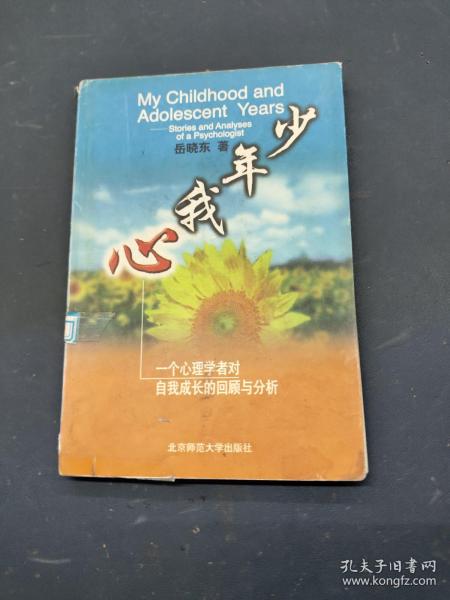 My Childhood and
Adolescent Years
——Stories and Analyses
of a Psychologist
岳晓东 著
少年我心
一个心理学者对
自我成长的回顾与分析
北京师范大学出版社
孔夫子旧书网
www.kongfz.com